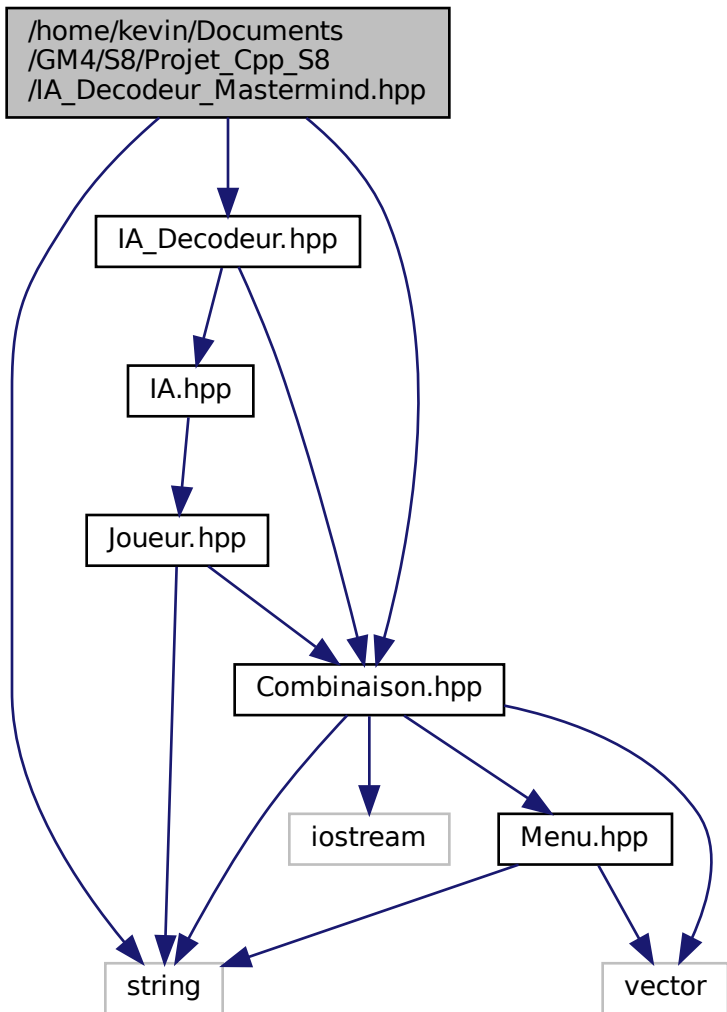 /home/kevin/Documents
/GM4/S8/Projet_Cpp_S8
/IA_Decodeur_Mastermind.hpp
IA_Decodeur.hpp
IA.hpp
Joueur.hpp
Combinaison.hpp
iostream
Menu.hpp
string
vector